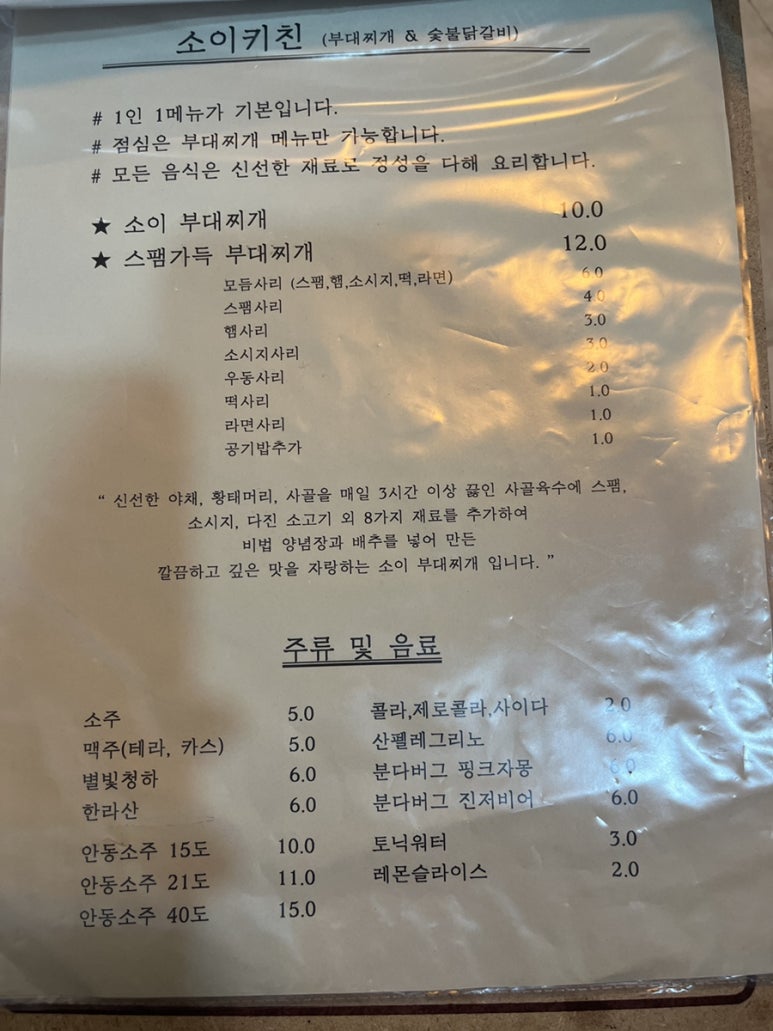 소이키친 (부대찌개 & 숯불닭갈비)
# 1인 1메뉴가 기본입니다.
# 점심은 부대찌개 메뉴만 가능합니다.
# 모든 음식은 신선한 재료로 정성을 다해 요리합니다.
★ 소이 부대찌개 10.0
★ 스팸가득 부대찌개 12.0
모듬사리 (스팸,햄,소시지,떡,라면) 6.0
스팸사리 4.0
햄사리 3.0
소시지사리 3.0
우동사리 2.0
떡사리 1.0
라면사리 1.0
공기밥추가 1.0
“ 신선한 야채, 황태머리, 사골을 매일 3시간 이상 끓인 사골육수에 스팸,
소시지, 다진 소고기 외 8가지 재료를 추가하여
비법 양념장과 배추를 넣어 만든
깔끔하고 깊은 맛을 자랑하는 소이 부대찌개 입니다. ”
주류 및 음료
소주 5.0
맥주(테라, 카스) 5.0
별빛청하 6.0
한라산 6.0
안동소주 15도 10.0
안동소주 21도 11.0
안동소주 40도 15.0
콜라,제로콜라,사이다 2.0
산펠레그리노 6.0
분다버그 핑크자몽 6.0
분다버그 진저비어 6.0
토닉워터 3.0
레몬슬라이스 2.0